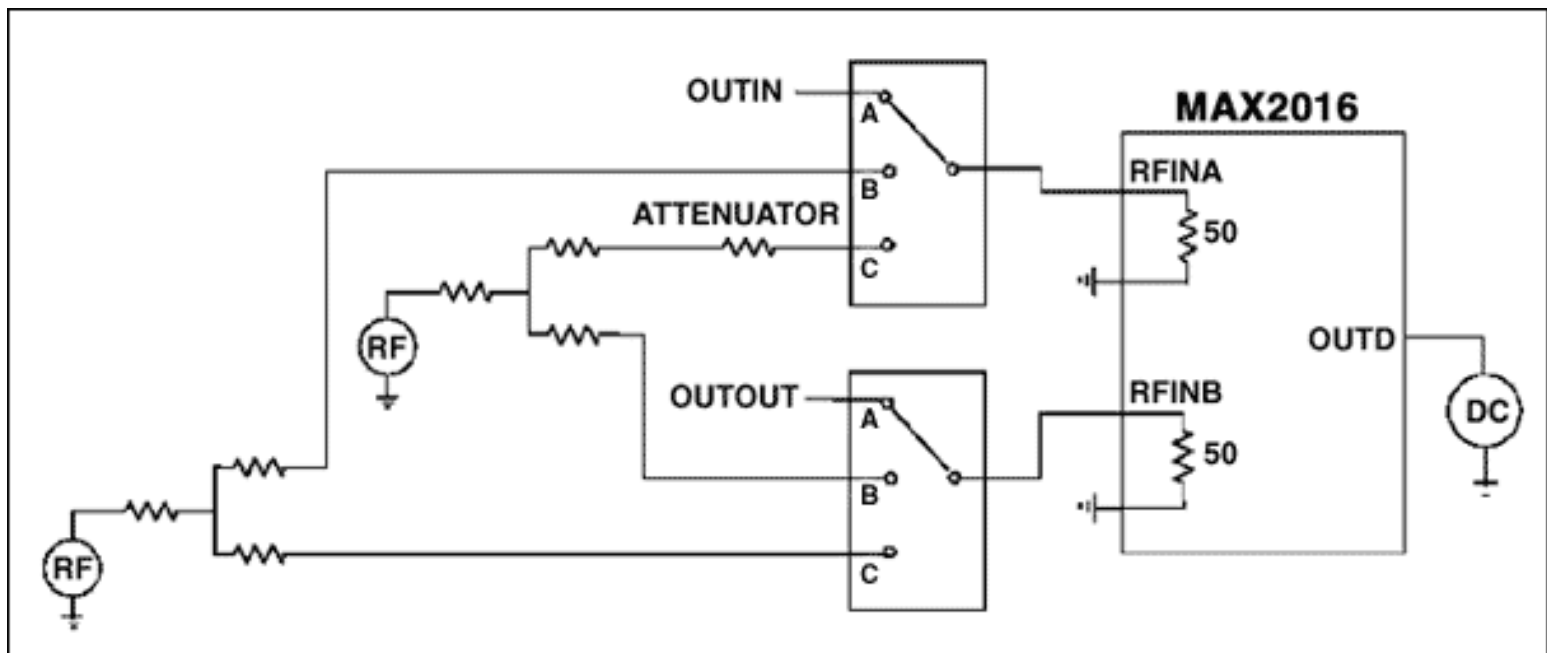 OUTIN
A
MAX2016
B
RFINA
ATTENUATOR
50
C
RF
OUTD
OUTOUT
A
RFINB
DC
50
B
RF
C